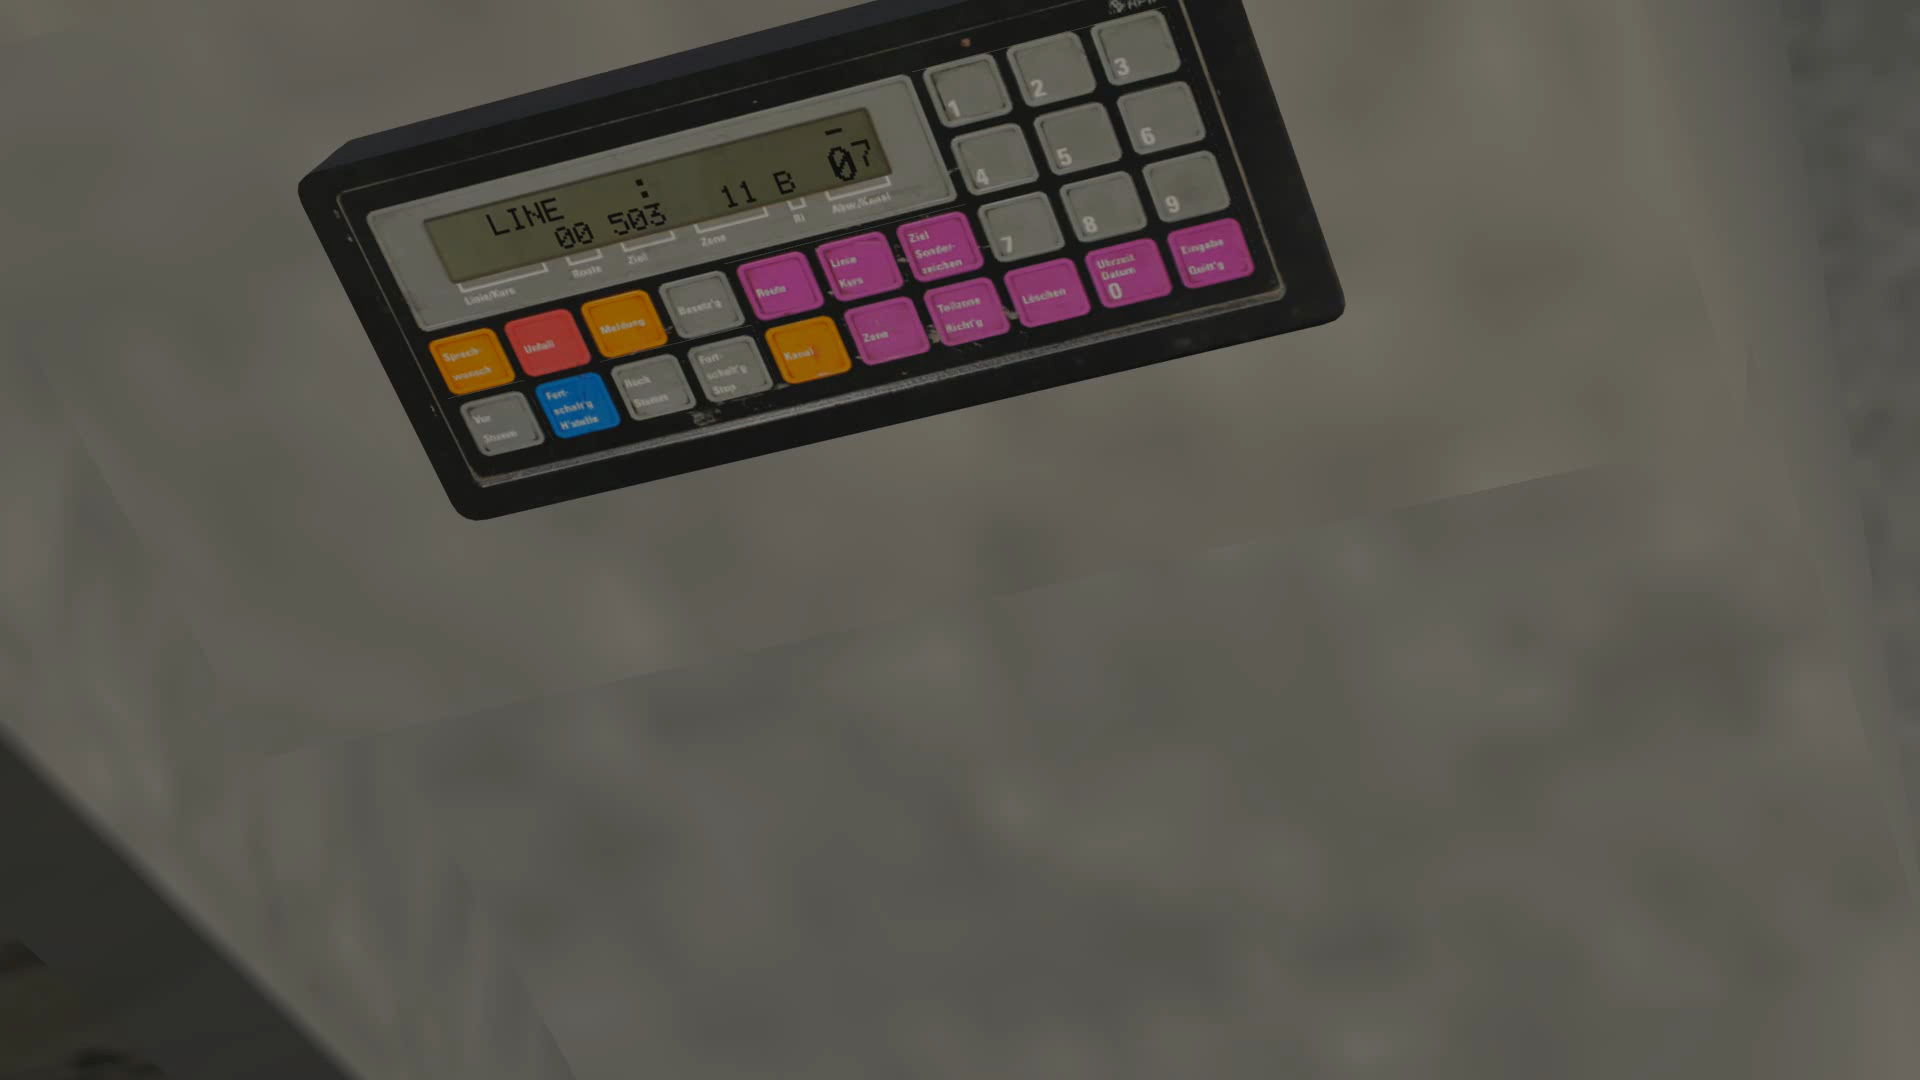 LINE : -
00 503 11 B 07
Linie/Kurs Route Ziel Zone Ri Abw./Kanal
1 2 3
4 5 6
7 8 9
Sprech-
wunsch
Unfall
Meldung
Besetz'g
Route
Linie
Kurs
Ziel
Sonder-
zeichen
Vor
Stamm
Fort-
schalt'g
H'stelle
Rück
Stamm
Fort-
schalt'g
Stop
Kanal
Zone
Teilzone
Richt'g
Löschen
Uhrzeit
Datum
0
Eingabe
Quitt'g